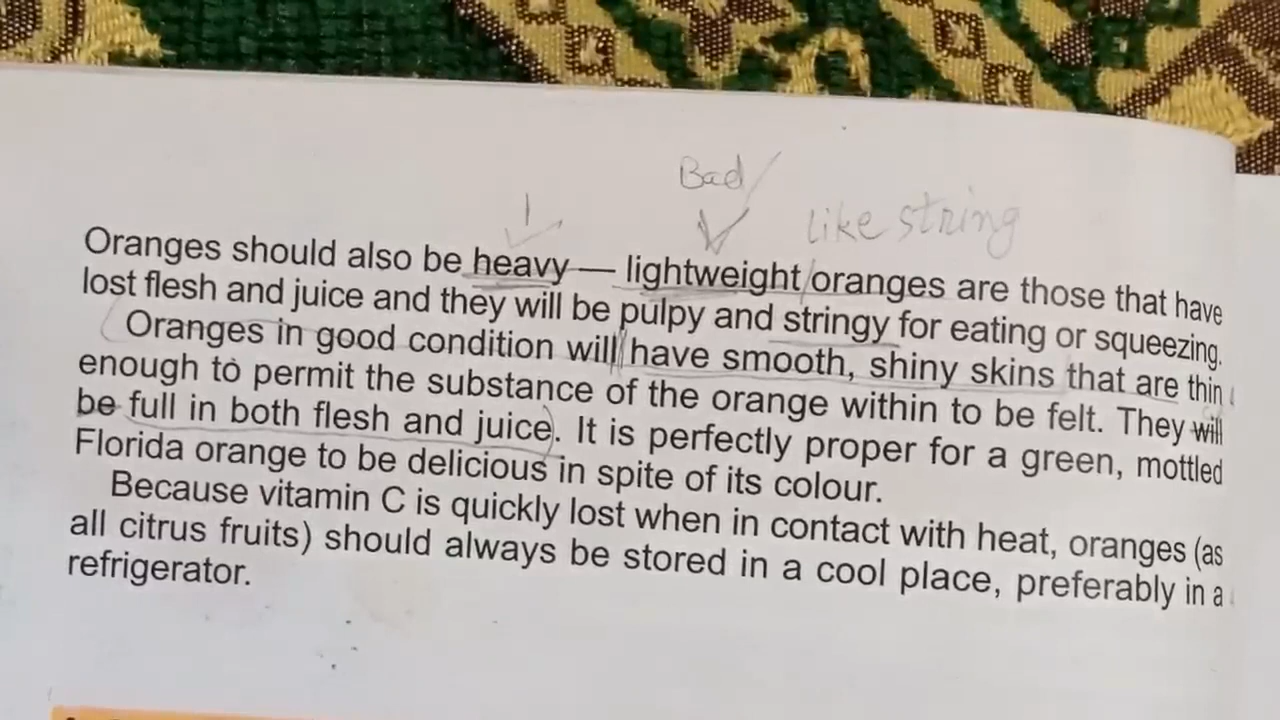 Bad
like string
Oranges should also be heavy — lightweight oranges are those that have
lost flesh and juice and they will be pulpy and stringy for eating or squeezing.
Oranges in good condition will have smooth, shiny skins that are thin
enough to permit the substance of the orange within to be felt. They will
be full in both flesh and juice. It is perfectly proper for a green, mottled
Florida orange to be delicious in spite of its colour.
Because vitamin C is quickly lost when in contact with heat, oranges (as
all citrus fruits) should always be stored in a cool place, preferably in a
refrigerator.